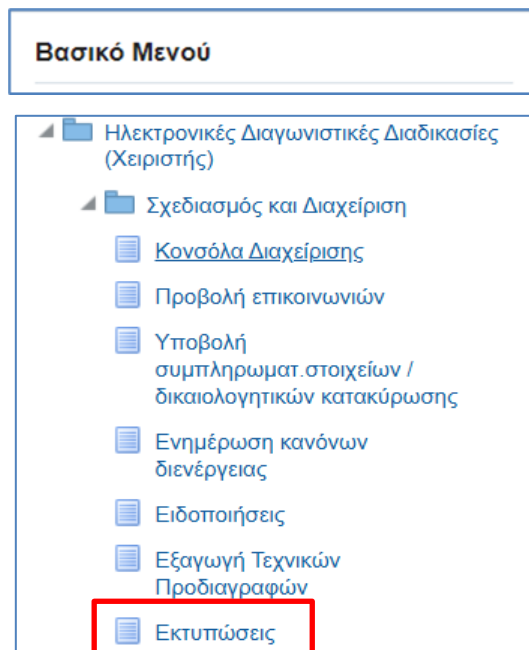 Βασικό Μενού
Ηλεκτρονικές Διαγωνιστικές Διαδικασίες
(Χειριστής)
Σχεδιασμός και Διαχείριση
Κονσόλα Διαχείρισης
Προβολή επικοινωνιών
Υποβολή
συμπληρωματ.στοιχείων /
δικαιολογητικών κατακύρωσης
Ενημέρωση κανόνων
διενέργειας
Ειδοποιήσεις
Εξαγωγή Τεχνικών
Προδιαγραφών
Εκτυπώσεις